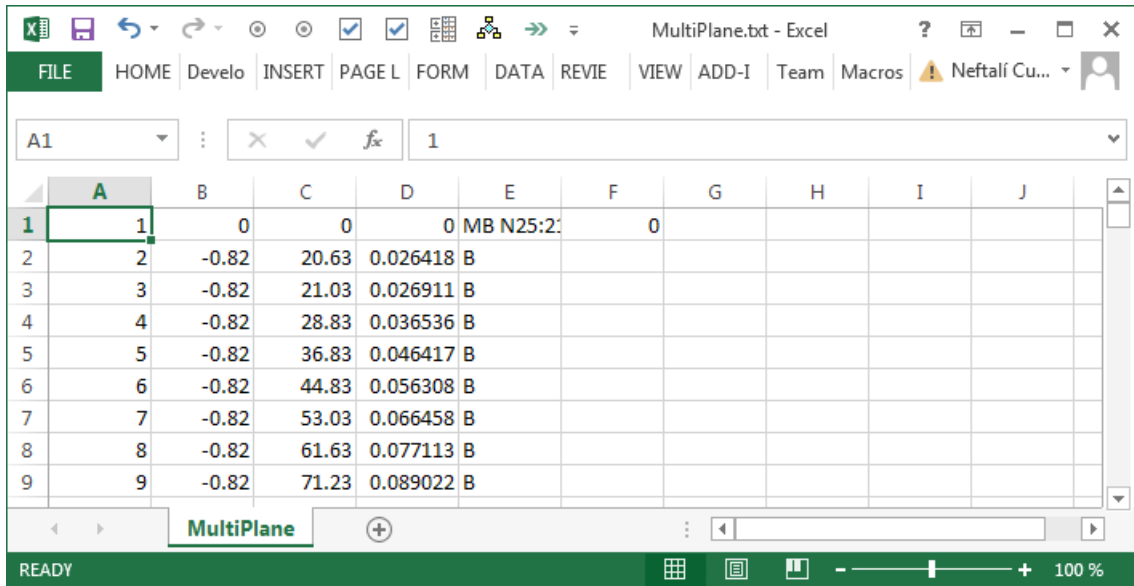 MultiPlane.txt - Excel ?
FILE HOME Develo INSERT PAGE L FORM DATA REVIE VIEW ADD-I Team Macros Neftalí Cu...
A1 fx 1
A B C D E F G H I J
1 1 0 0 0 MB N25:21 0
2 2 -0.82 20.63 0.026418 B
3 3 -0.82 21.03 0.026911 B
4 4 -0.82 28.83 0.036536 B
5 5 -0.82 36.83 0.046417 B
6 6 -0.82 44.83 0.056308 B
7 7 -0.82 53.03 0.066458 B
8 8 -0.82 61.63 0.077113 B
9 9 -0.82 71.23 0.089022 B
MultiPlane
READY 100 %